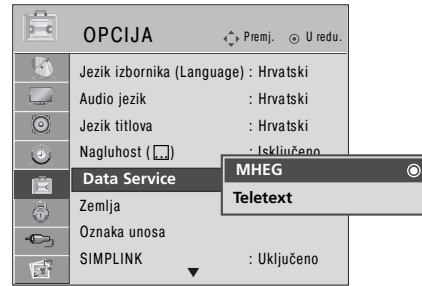 OPCIJA Premj. U redu.
Jezik izbornika (Language) : Hrvatski
Audio jezik : Hrvatski
Jezik titlova : Hrvatski
Nagluhost (...) : Isključeno
Data Service
MHEG
Teletext
Zemlja
Oznaka unosa
SIMPLINK : Uključeno